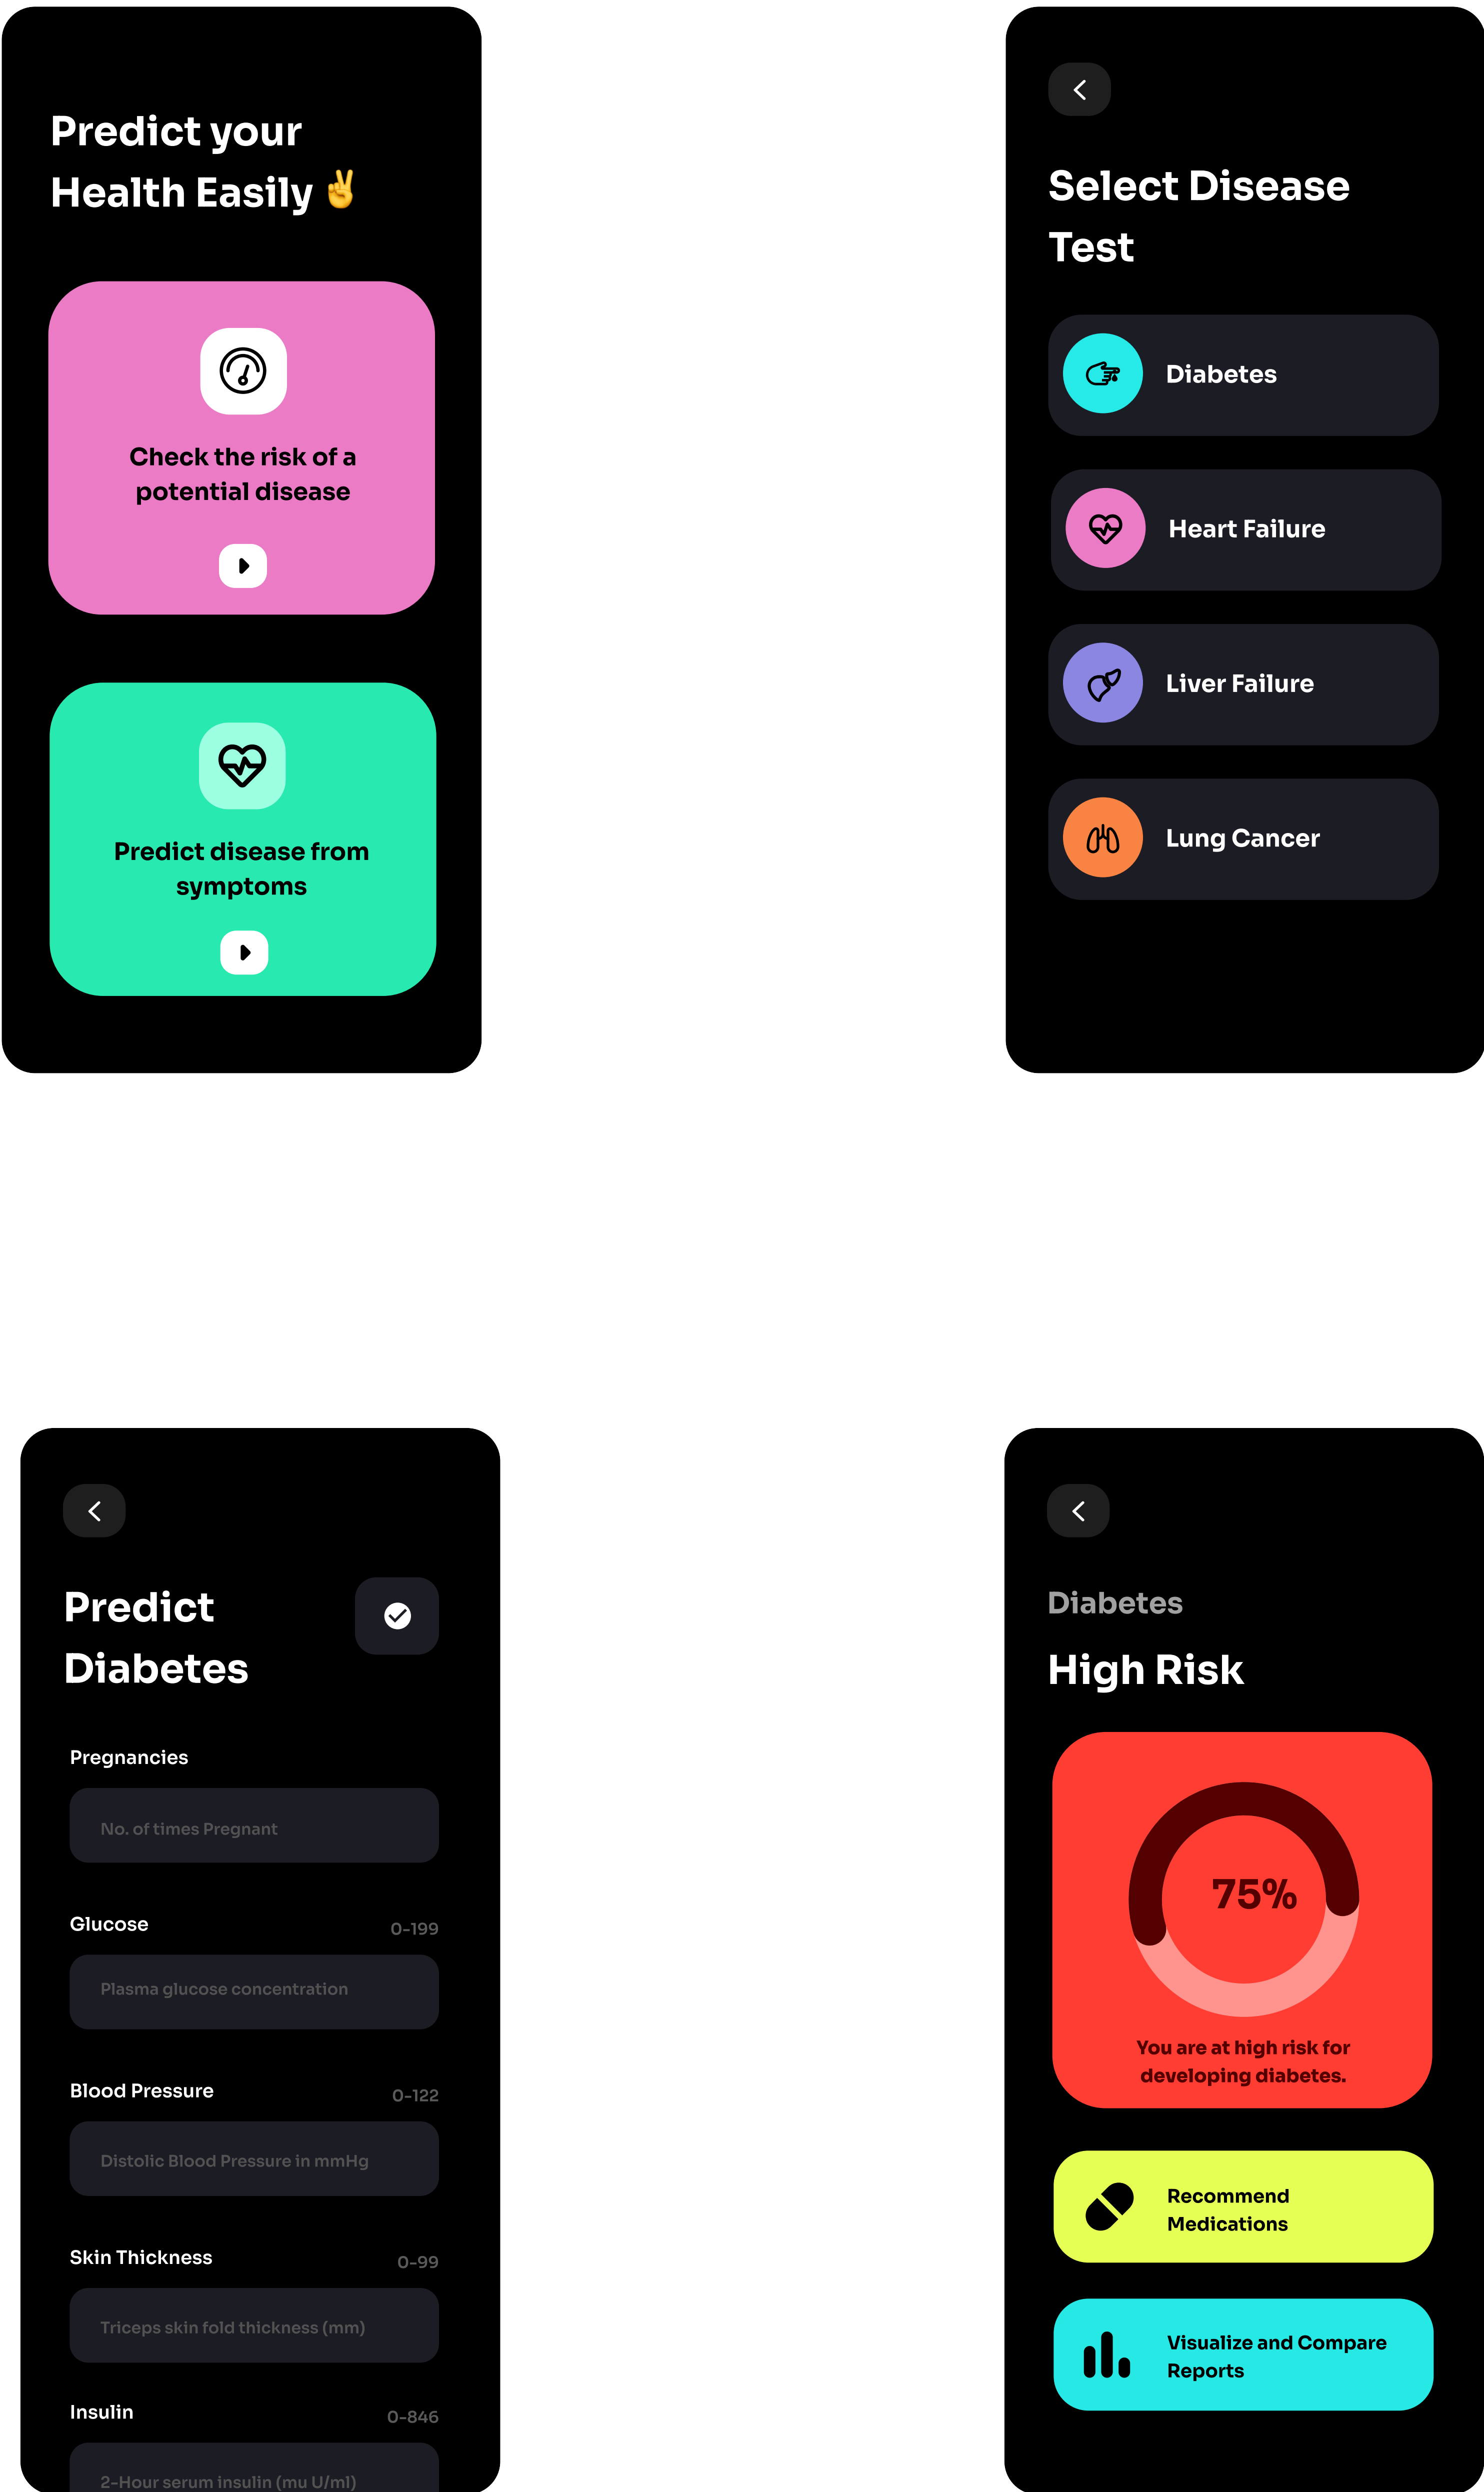 Predict your
Health Easily ✌
Check the risk of a
potential disease
Predict disease from
symptoms
Select Disease
Test
Diabetes
Heart Failure
Liver Failure
Lung Cancer
Predict
Diabetes
Pregnancies
No. of times Pregnant
Glucose 0-199
Plasma glucose concentration
Blood Pressure 0-122
Distolic Blood Pressure in mmHg
Skin Thickness 0-99
Triceps skin fold thickness (mm)
Insulin 0-846
2-Hour serum insulin (mu U/ml)
Diabetes
High Risk
75%
You are at high risk for
developing diabetes.
Recommend
Medications
Visualize and Compare
Reports